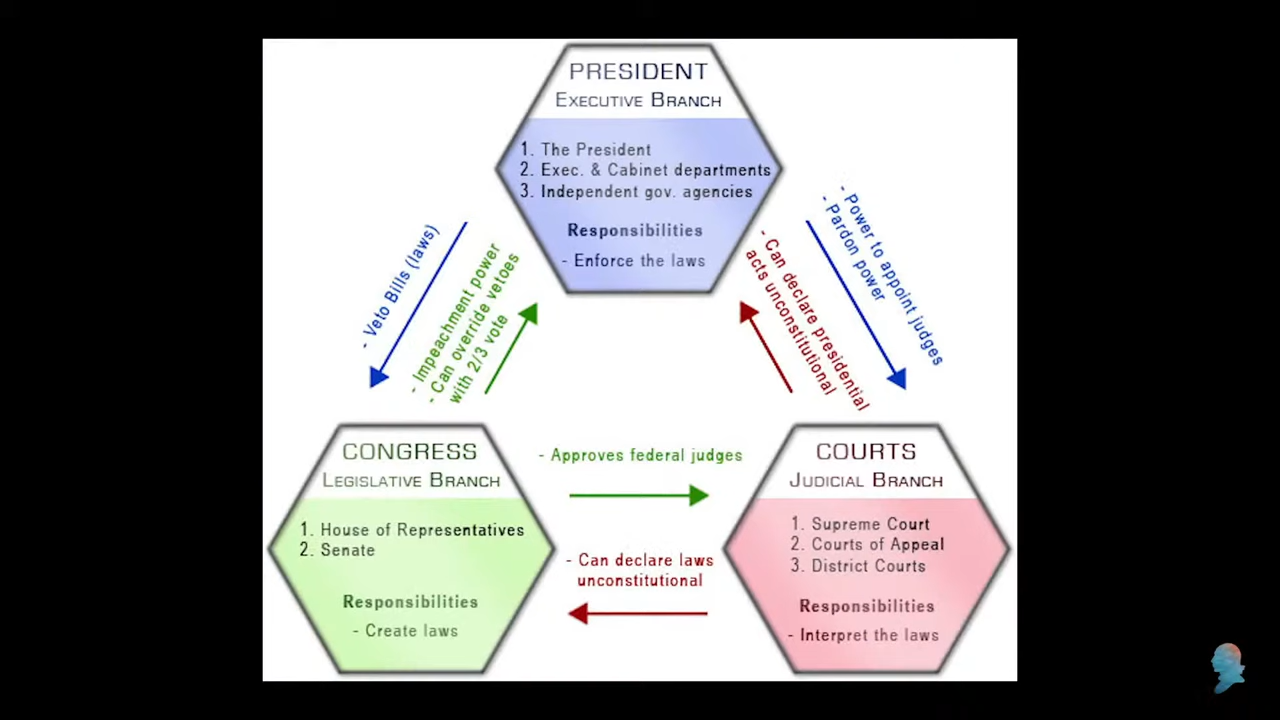 PRESIDENT
EXECUTIVE BRANCH
1. The President
2. Exec. & Cabinet departments
3. Independent gov. agencies
Responsibilities
- Enforce the laws
- Veto Bills (laws)
- Impeachment power
- Can override vetoes
with 2/3 vote
- Can declare presidential
acts unconstitutional
- Power to appoint judges
- Pardon power
CONGRESS
LEGISLATIVE BRANCH
1. House of Representatives
2. Senate
Responsibilities
- Create laws
- Approves federal judges
- Can declare laws
unconstitutional
COURTS
JUDICIAL BRANCH
1. Supreme Court
2. Courts of Appeal
3. District Courts
Responsibilities
- Interpret the laws